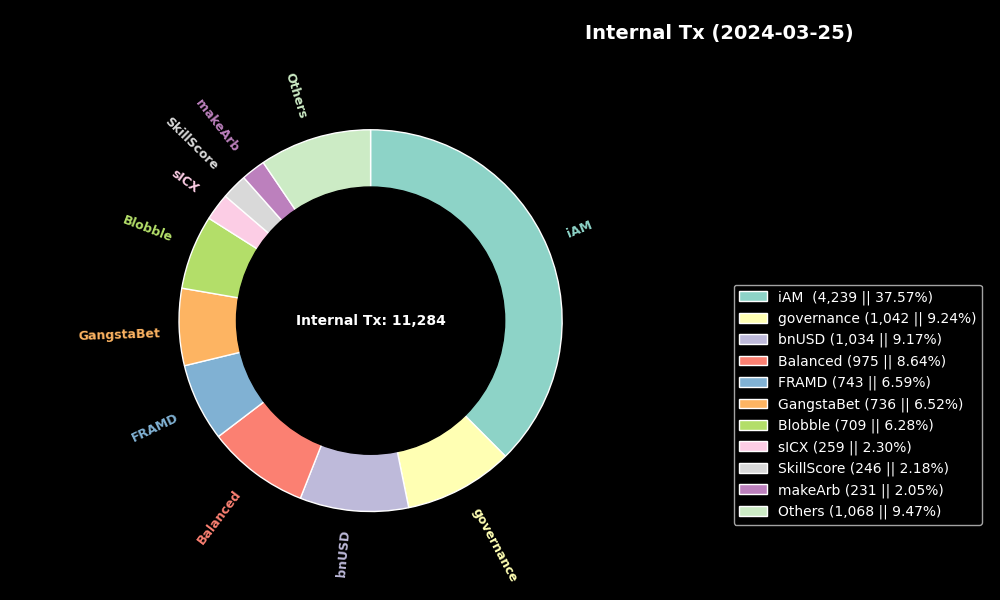 Internal Tx (2024-03-25)
Others
makeArb
SkillScore
sICX
Blobble
iAM
GangstaBet
Internal Tx: 11,284
FRAMD
Balanced
bnUSD
governance
iAM  (4,239 || 37.57%)
governance (1,042 || 9.24%)
bnUSD (1,034 || 9.17%)
Balanced (975 || 8.64%)
FRAMD (743 || 6.59%)
GangstaBet (736 || 6.52%)
Blobble (709 || 6.28%)
sICX (259 || 2.30%)
SkillScore (246 || 2.18%)
makeArb (231 || 2.05%)
Others (1,068 || 9.47%)